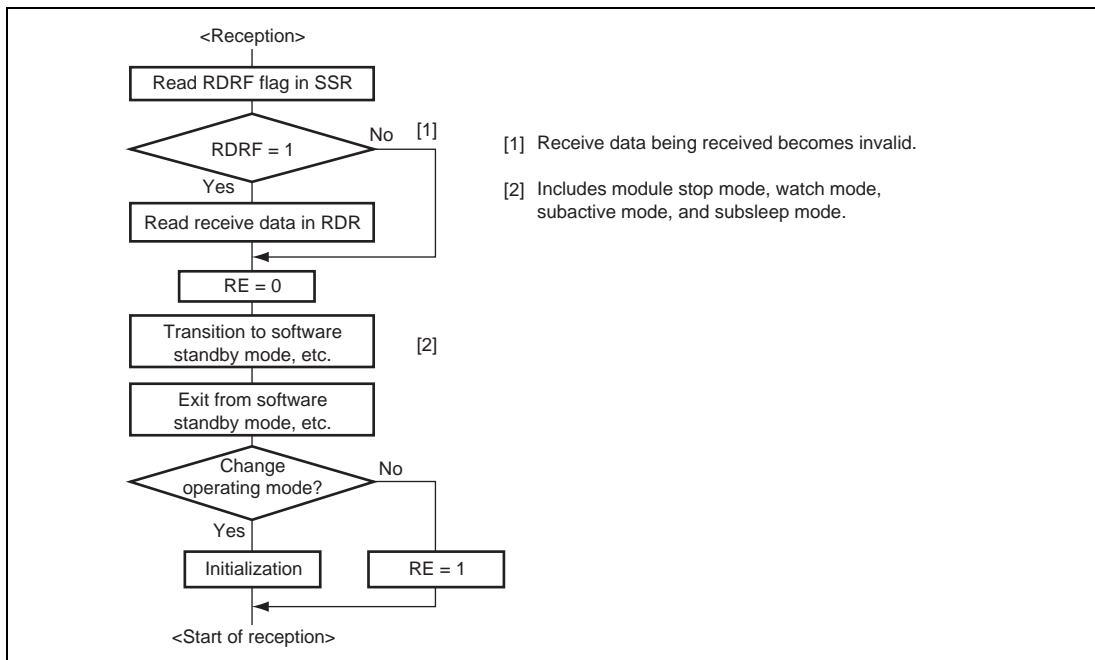 <Reception>
Read RDRF flag in SSR
RDRF = 1
No
[1]
Yes
Read receive data in RDR
RE = 0
Transition to software
standby mode, etc.
[2]
Exit from software
standby mode, etc.
Change
operating mode?
No
Yes
Initialization
RE = 1
<Start of reception>
[1] Receive data being received becomes invalid.
[2] Includes module stop mode, watch mode,
subactive mode, and subsleep mode.